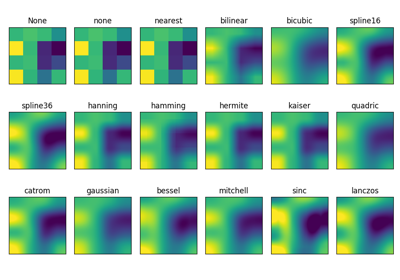 None none nearest bilinear bicubic spline16
spline36 hanning hamming hermite kaiser quadric
catrom gaussian bessel mitchell sinc lanczos